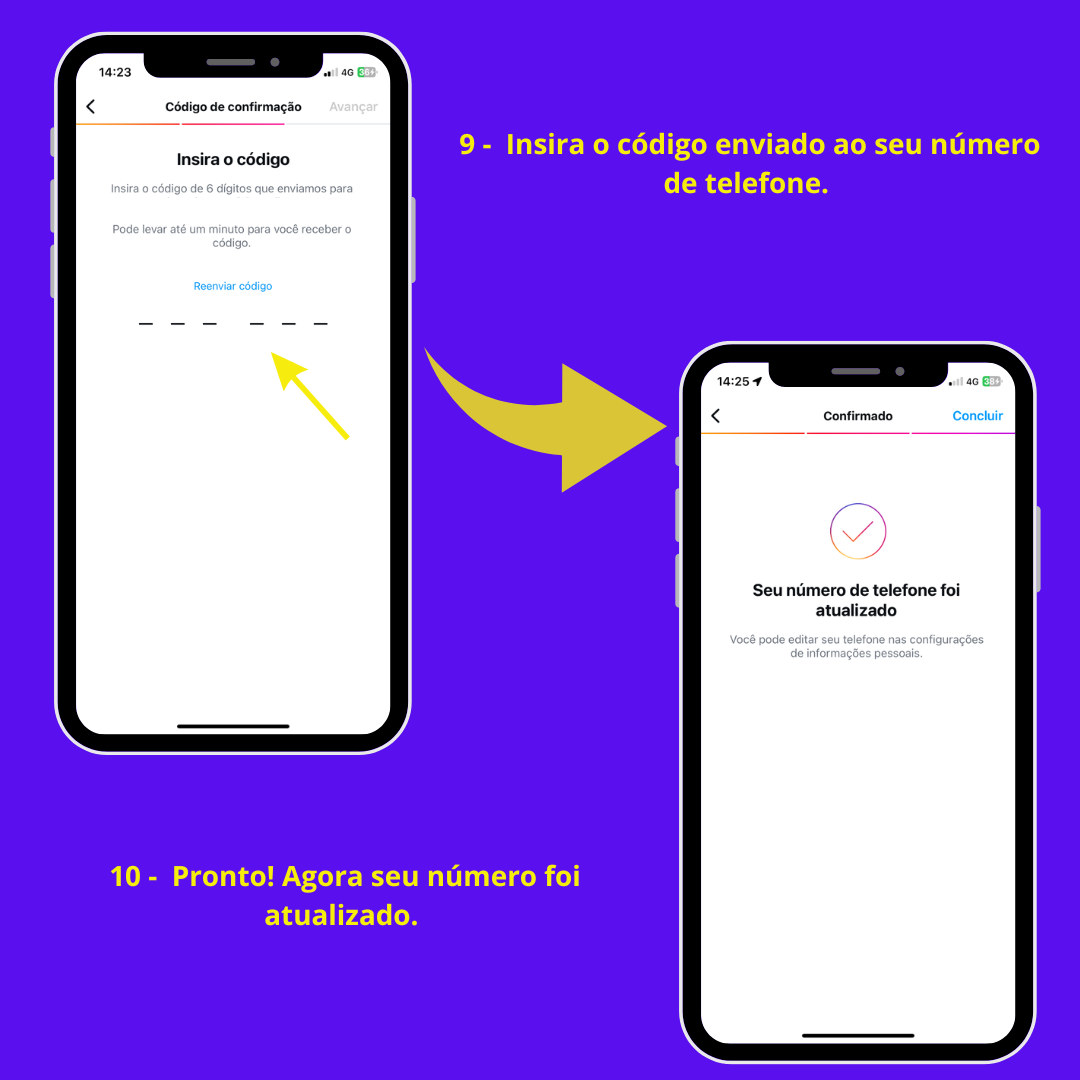 14:23
4G
36
Código de confirmação
Avançar
Insira o código
Insira o código de 6 dígitos que enviamos para
Pode levar até um minuto para você receber o
código.
Reenviar código
9 - Insira o código enviado ao seu número
de telefone.
14:25
4G
38
Confirmado
Concluir
Seu número de telefone foi
atualizado
Você pode editar seu telefone nas configurações
de informações pessoais.
10 - Pronto! Agora seu número foi
atualizado.